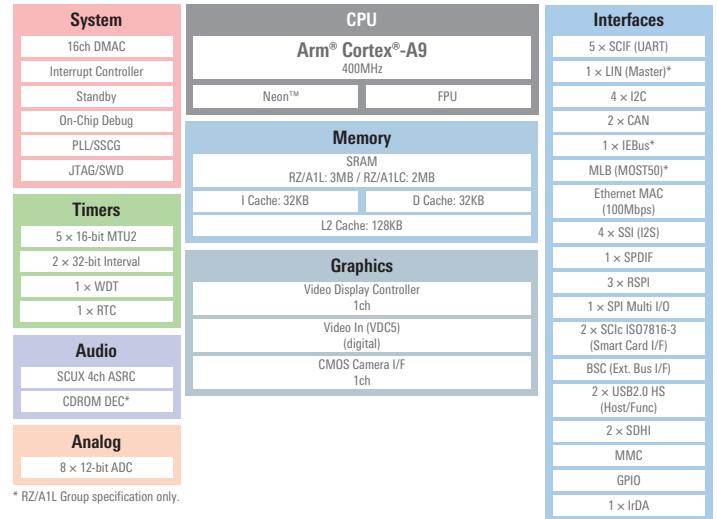 System
16ch DMAC
Interrupt Controller
Standby
On-Chip Debug
PLL/SSCG
JTAG/SWD
Timers
5 × 16-bit MTU2
2 × 32-bit Interval
1 × WDT
1 × RTC
Audio
SCUX 4ch ASRC
CDROM DEC*
Analog
8 × 12-bit ADC
* RZ/A1L Group specification only.
CPU
Arm® Cortex®-A9
400MHz
Neon™
FPU
Memory
SRAM
RZ/A1L: 3MB / RZ/A1LC: 2MB
I Cache: 32KB
D Cache: 32KB
L2 Cache: 128KB
Graphics
Video Display Controller
1ch
Video In (VDC5)
(digital)
CMOS Camera I/F
1ch
Interfaces
5 × SCIF (UART)
1 × LIN (Master)*
4 × I2C
2 × CAN
1 × IEBus*
MLB (MOST50)*
Ethernet MAC
(100Mbps)
4 × SSI (I2S)
1 × SPDIF
3 × RSPI
1 × SPI Multi I/O
2 × SCIc ISO7816-3
(Smart Card I/F)
BSC (Ext. Bus I/F)
2 × USB2.0 HS
(Host/Func)
2 × SDHI
MMC
GPIO
1 × IrDA